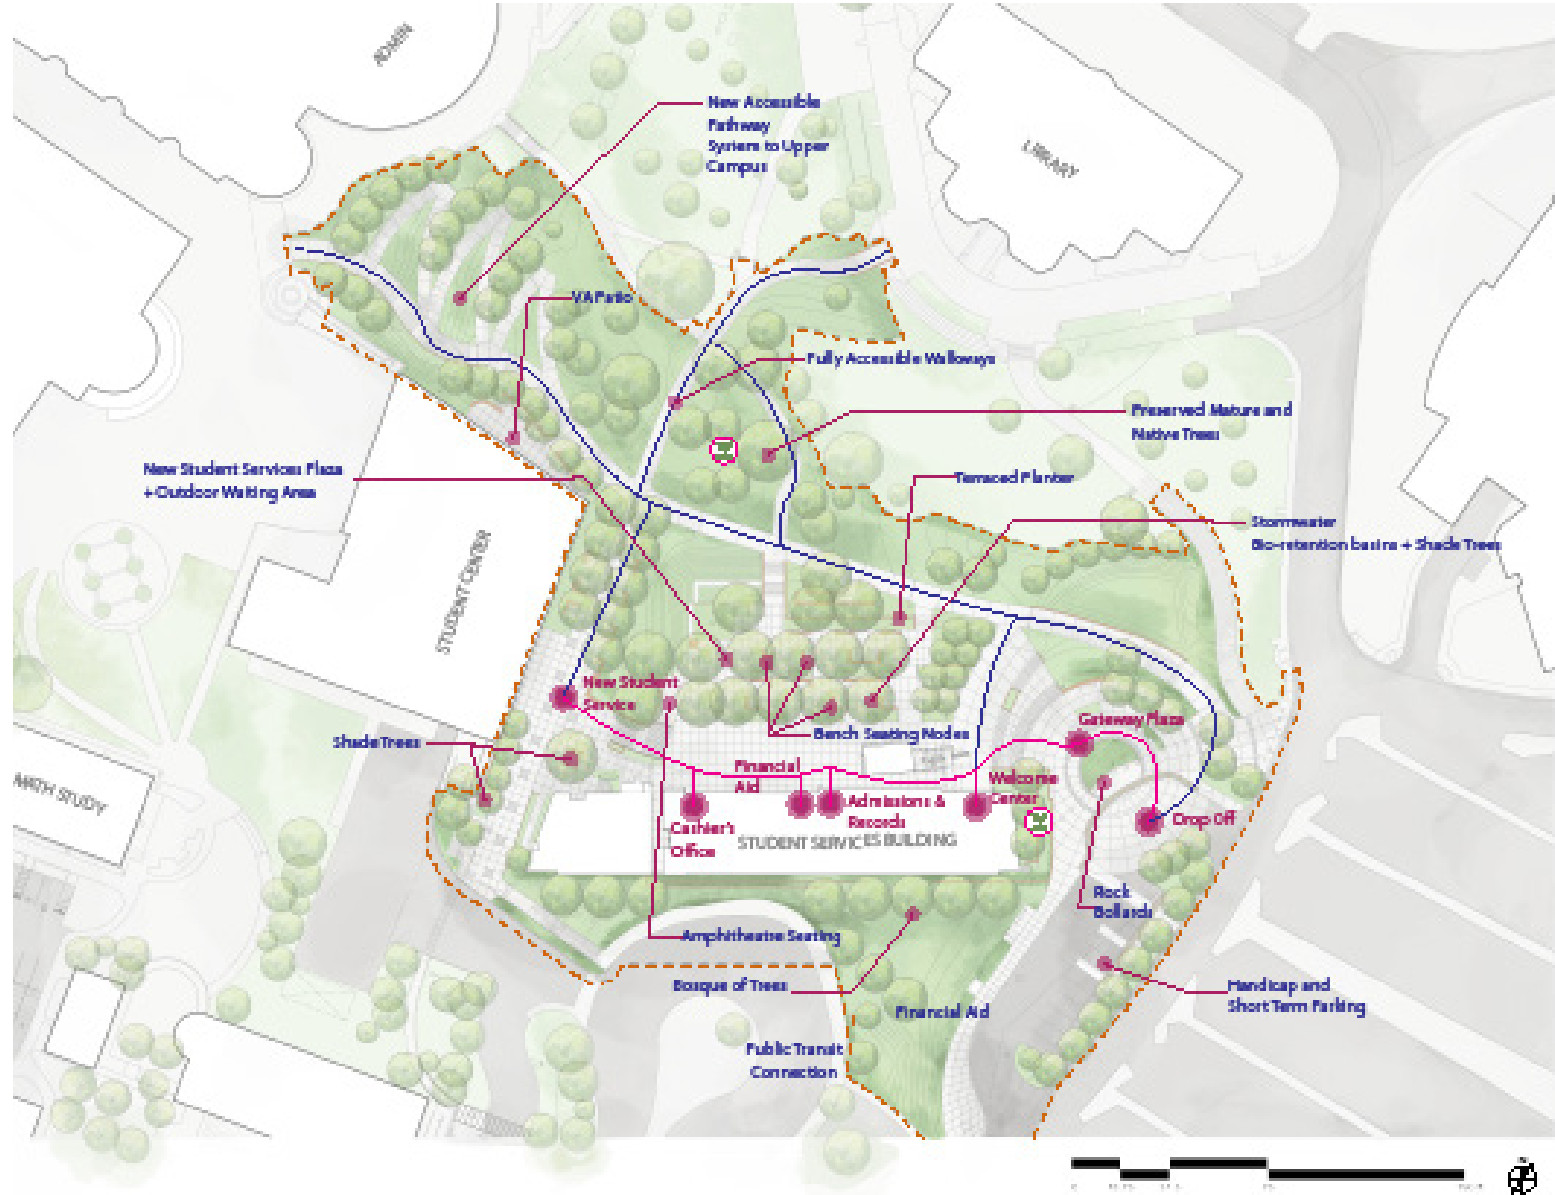 ADMIN
New Accessible
Pathway
System to Upper
Campus
LIBRARY
VA Patio
Fully Accessible Walkways
Preserved Mature and
Native Trees
New Student Services Plaza
+ Outdoor Waiting Area
Terraced Planter
Stormwater
Bio-retention basins + Shade Trees
STUDENT CENTER
New Student
Service
Gateway Plaza
Shade Trees
Bench Seating Nodes
Financial
Aid
Welcome
Center
MATH STUDY
Admissions &
Records
Cashier's
Office
Drop Off
STUDENT SERVICES BUILDING
Rock
Bollards
Amphitheatre Seating
Bosque of Trees
Handicap and
Short Term Parking
Financial Aid
Public Transit
Connection